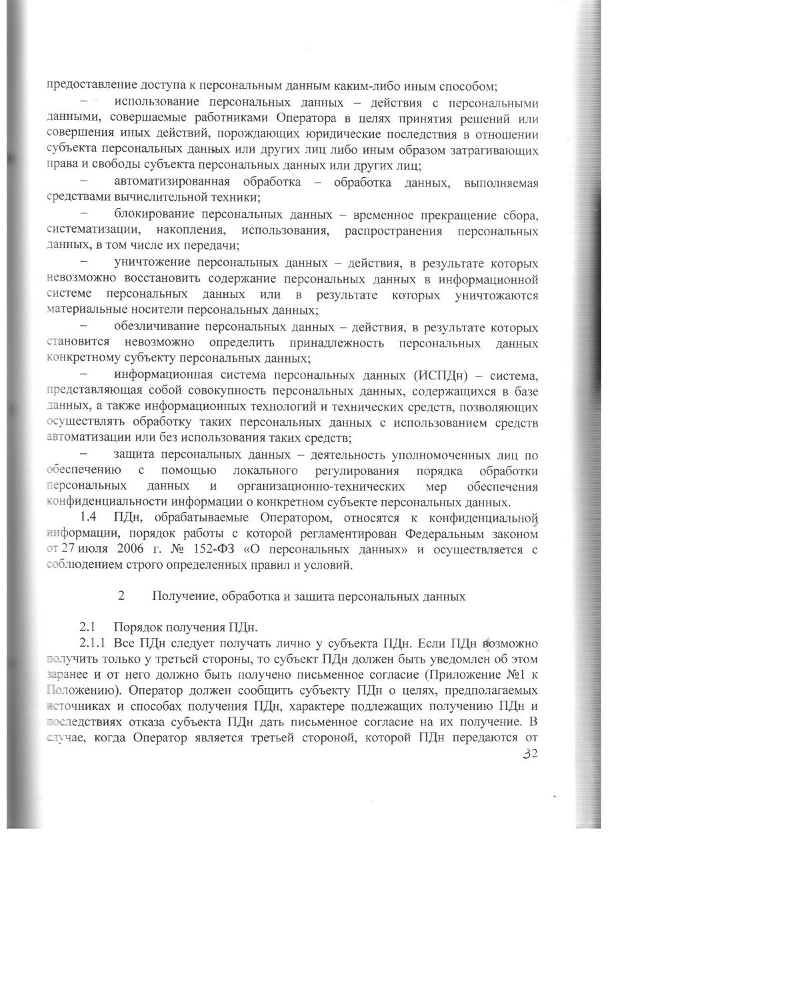 предоставление доступа к персональным данным каким-либо иным способом;
– использование персональных данных – действия с персональными
данными, совершаемые работниками Оператора в целях принятия решений или
совершения иных действий, порождающих юридические последствия в отношении
субъекта персональных данных или других лиц либо иным образом затрагивающих
права и свободы субъекта персональных данных или других лиц;
– автоматизированная обработка – обработка данных, выполняемая
средствами вычислительной техники;
– блокирование персональных данных – временное прекращение сбора,
систематизации, накопления, использования, распространения персональных
данных, в том числе их передачи;
– уничтожение персональных данных – действия, в результате которых
невозможно восстановить содержание персональных данных в информационной
системе персональных данных или в результате которых уничтожаются
материальные носители персональных данных;
– обезличивание персональных данных – действия, в результате которых
становится невозможно определить принадлежность персональных данных
конкретному субъекту персональных данных;
– информационная система персональных данных (ИСПДн) – система,
представляющая собой совокупность персональных данных, содержащихся в базе
данных, а также информационных технологий и технических средств, позволяющих
осуществлять обработку таких персональных данных с использованием средств
автоматизации или без использования таких средств;
– защита персональных данных – деятельность уполномоченных лиц по
обеспечению с помощью локального регулирования порядка обработки
персональных данных и организационно-технических мер обеспечения
конфиденциальности информации о конкретном субъекте персональных данных.
1.4 ПДн, обрабатываемые Оператором, относятся к конфиденциальной
информации, порядок работы с которой регламентирован Федеральным законом
от 27 июля 2006 г. № 152-ФЗ «О персональных данных» и осуществляется с
соблюдением строго определенных правил и условий.
2 Получение, обработка и защита персональных данных
2.1 Порядок получения ПДн.
2.1.1 Все ПДн следует получать лично у субъекта ПДн. Если ПДн возможно
получить только у третьей стороны, то субъект ПДн должен быть уведомлен об этом
заранее и от него должно быть получено письменное согласие (Приложение №1 к
Положению). Оператор должен сообщить субъекту ПДн о целях, предполагаемых
источниках и способах получения ПДн, характере подлежащих получению ПДн и
последствиях отказа субъекта ПДн дать письменное согласие на их получение. В
случае, когда Оператор является третьей стороной, которой ПДн передаются от
32